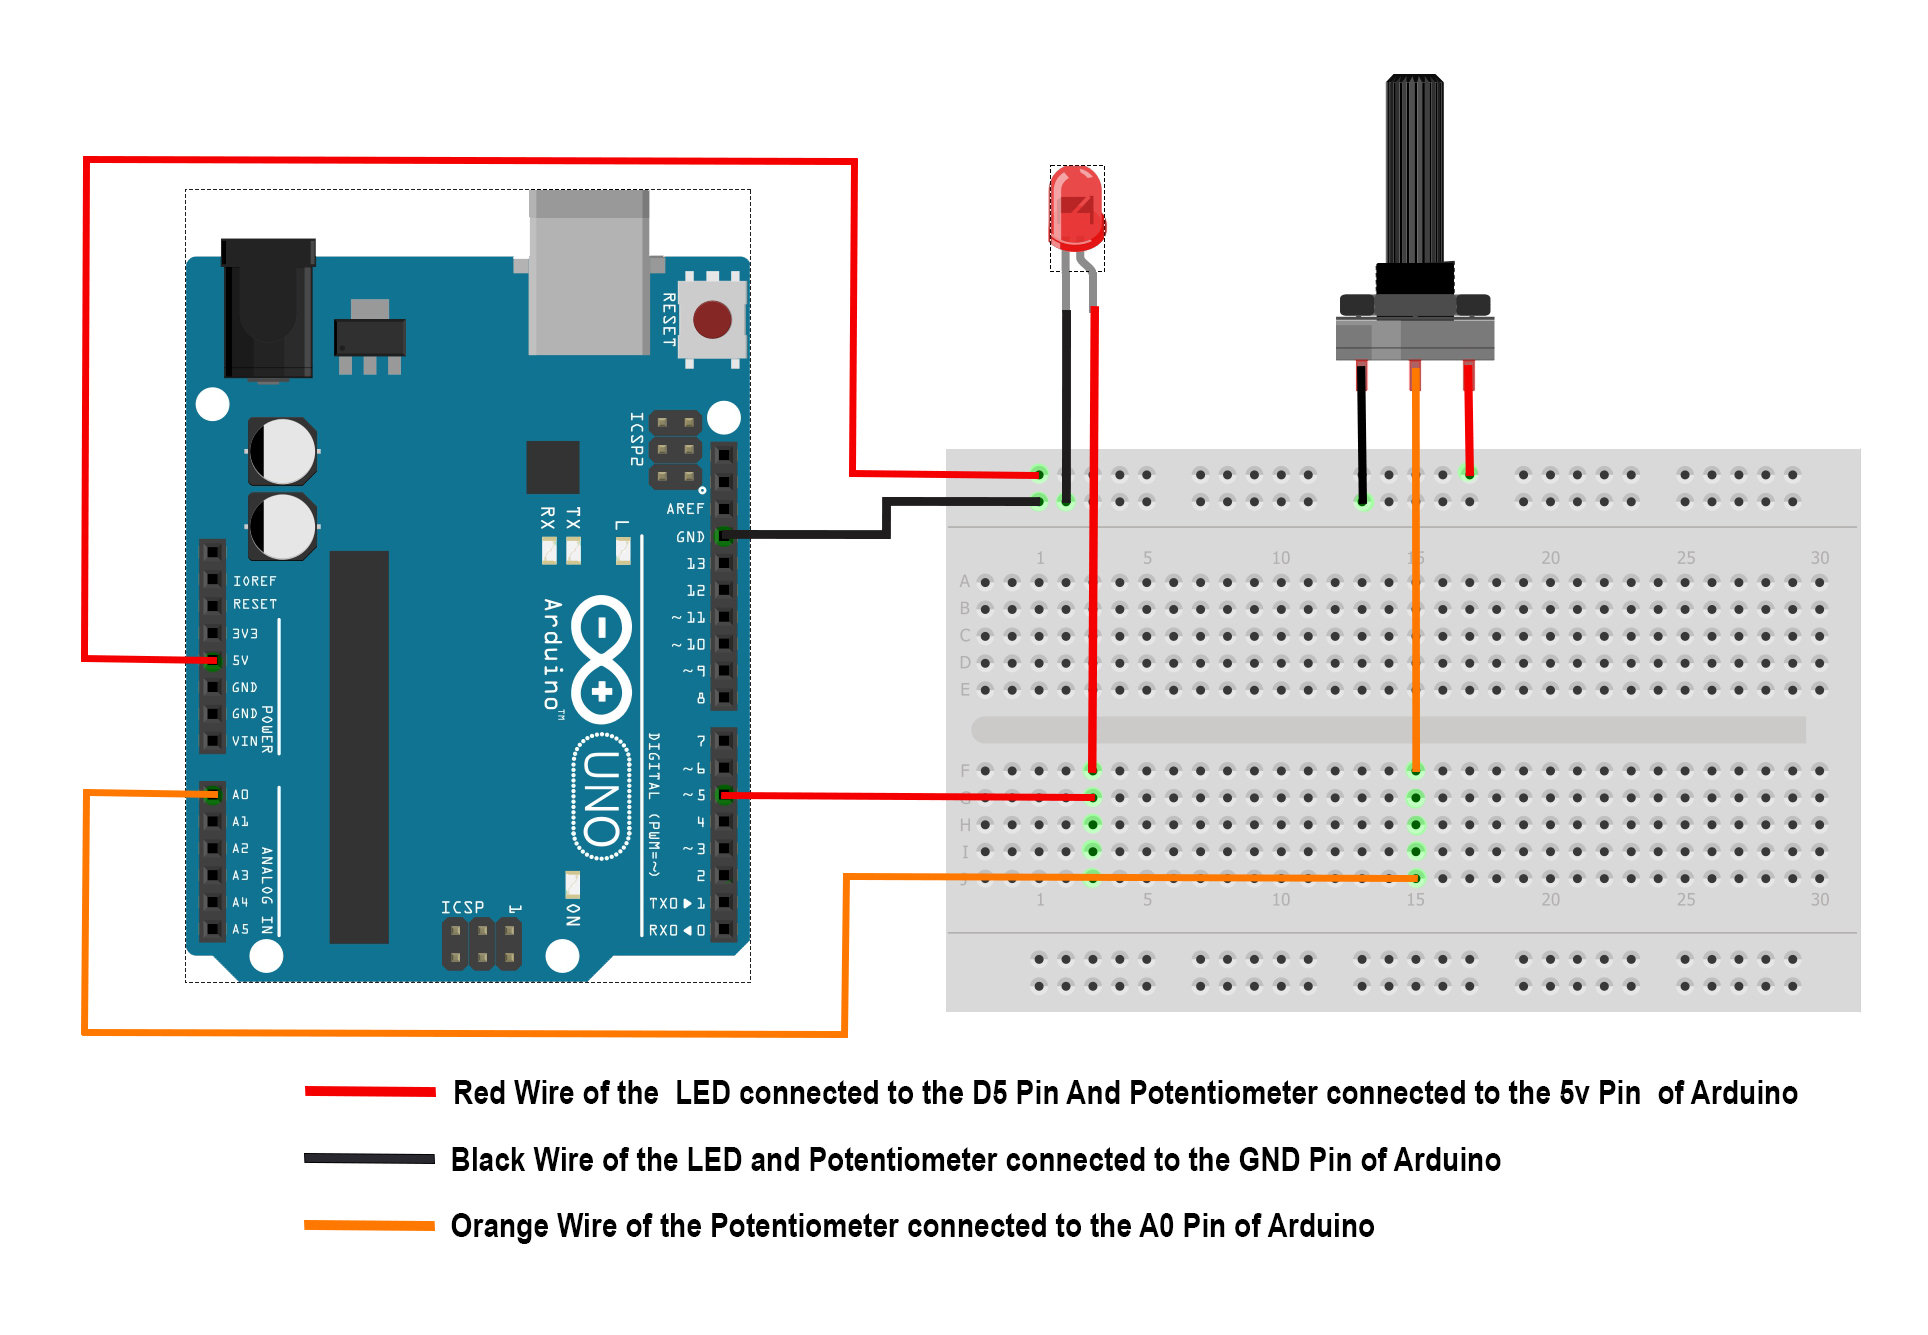 RESET
ICSP2
AREF
GND
13
12
~11
~10
~9
8
7
~6
~5
4
~3
2
TX0▶1
RX0◀0
RX
TX
L
IOREF
RESET
3V3
5V
GND
GND
VIN
POWER
A0
A1
A2
A3
A4
A5
ANALOG IN
Arduino™
UNO
DIGITAL (PWM=~)
ICSP 1
ON
1 5 10 15 20 25 30
A
B
C
D
E
F
G
H
I
J
1 5 15 20 25 30
Red Wire of the LED connected to the D5 Pin And Potentiometer connected to the 5v Pin of Arduino
Black Wire of the LED and Potentiometer connected to the GND Pin of Arduino
Orange Wire of the Potentiometer connected to the A0 Pin of Arduino